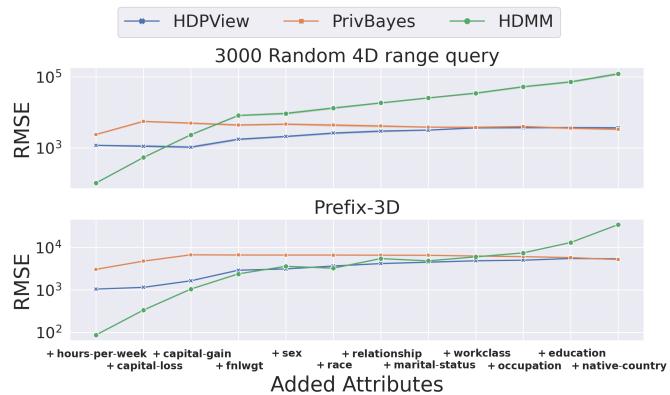 HDPView PrivBayes HDMM
3000 Random 4D range query
10^5
10^3
RMSE
Prefix-3D
10^4
10^3
10^2
RMSE
+ hours-per-week + capital-gain + sex + relationship + workclass + education
+ capital-loss + fnlwgt + race + marital-status + occupation + native-country
Added Attributes